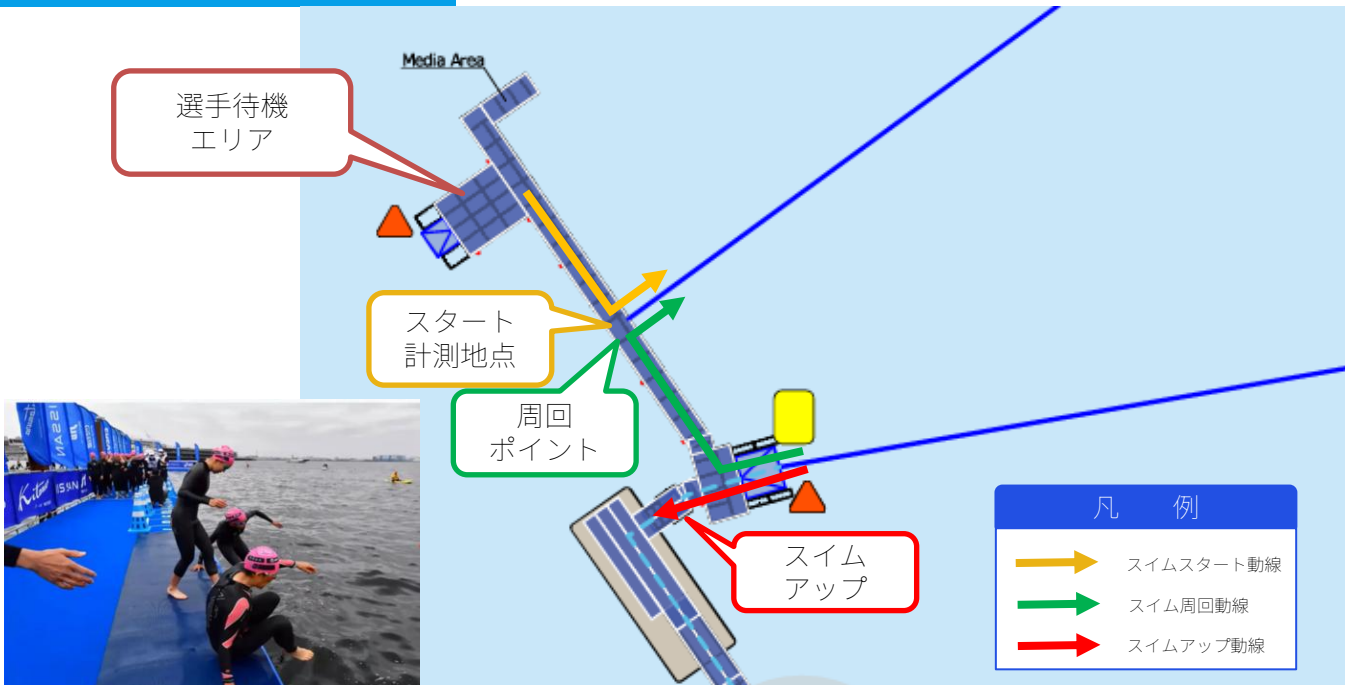 Media Area
選手待機
エリア
スタート
計測地点
周回
ポイント
スイム
アップ
凡 例
スイムスタート動線
スイム周回動線
スイムアップ動線